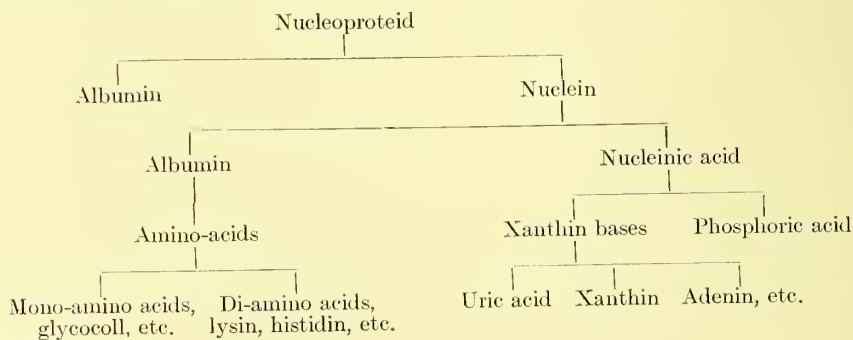 Nucleoproteid
Albumin Nuclein
Albumin Nucleinic acid
Amino-acids Xanthin bases Phosphoric acid
Mono-amino acids, Di-amino acids, Uric acid Xanthin Adenin, etc.
glycocoll, etc. lysin, histidin, etc.